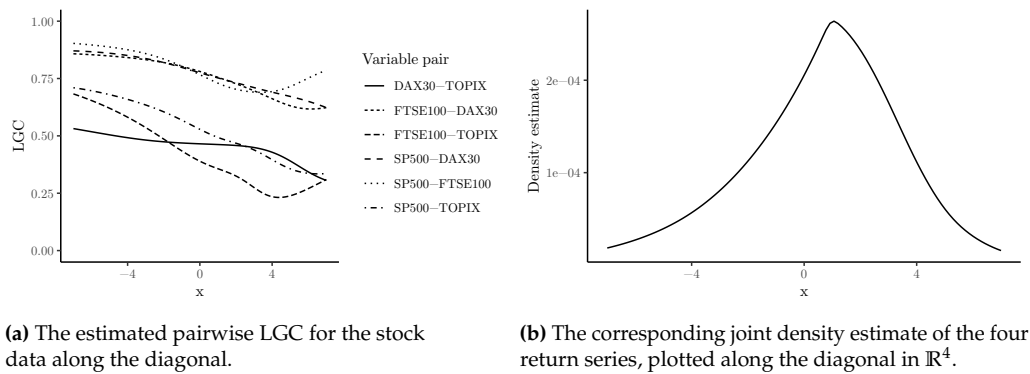 1.00
0.75
0.50
0.25
0.00
LGC
−4
0
4
x
Variable pair
DAX30−TOPIX
FTSE100−DAX30
FTSE100−TOPIX
SP500−DAX30
SP500−FTSE100
SP500−TOPIX
2e−04
1e−04
Density estimate
−4
0
4
x
(a) The estimated pairwise LGC for the stock
data along the diagonal.
(b) The corresponding joint density estimate of the four
return series, plotted along the diagonal in ℝ⁴.